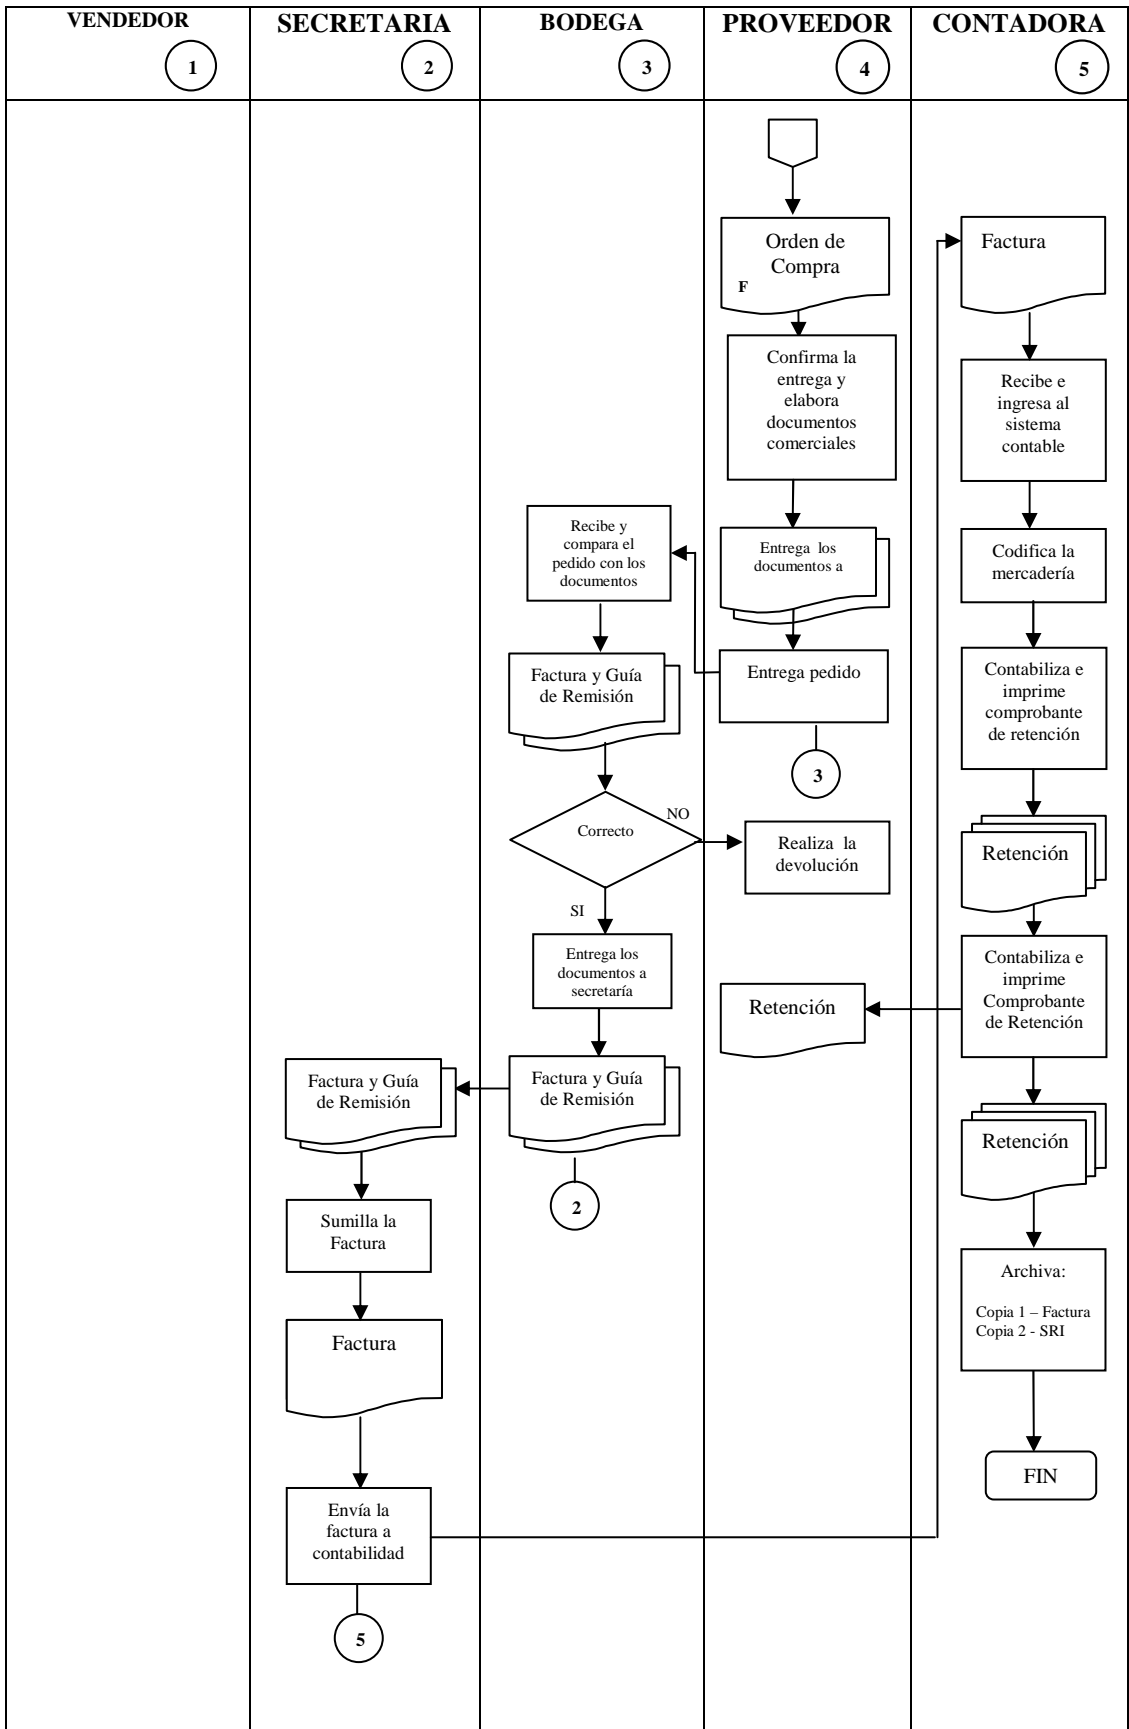 VENDEDOR
1
SECRETARIA
2
BODEGA
3
PROVEEDOR
4
CONTADORA
5
Orden de
Compra
F
Confirma la
entrega y
elabora
documentos
comerciales
Entrega los
documentos a
Entrega pedido
3
Recibe y
compara el
pedido con los
documentos
Factura y Guía
de Remisión
Correcto
NO
Realiza la
devolución
SI
Entrega los
documentos a
secretaría
Factura y Guía
de Remisión
2
Factura y Guía
de Remisión
Sumilla la
Factura
Factura
Envía la
factura a
contabilidad
5
Factura
Recibe e
ingresa al
sistema
contable
Codifica la
mercadería
Contabiliza e
imprime
comprobante
de retención
Retención
Contabiliza e
imprime
Comprobante
de Retención
Retención
Retención
Archiva:
Copia 1 – Factura
Copia 2 - SRI
FIN